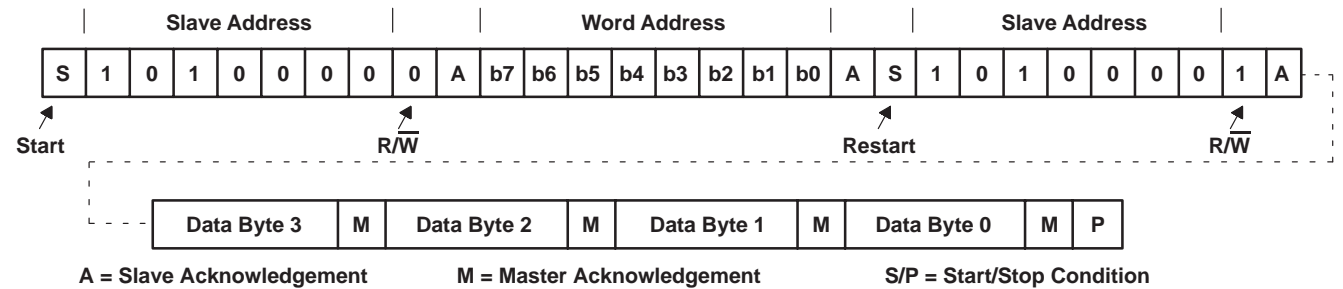 Slave Address Word Address Slave Address
S 1 0 1 0 0 0 0 0 A b7 b6 b5 b4 b3 b2 b1 b0 A S 1 0 1 0 0 0 0 1 A
Start R/W̅ Restart R/W̅
Data Byte 3 M Data Byte 2 M Data Byte 1 M Data Byte 0 M P
A = Slave Acknowledgement M = Master Acknowledgement S/P = Start/Stop Condition